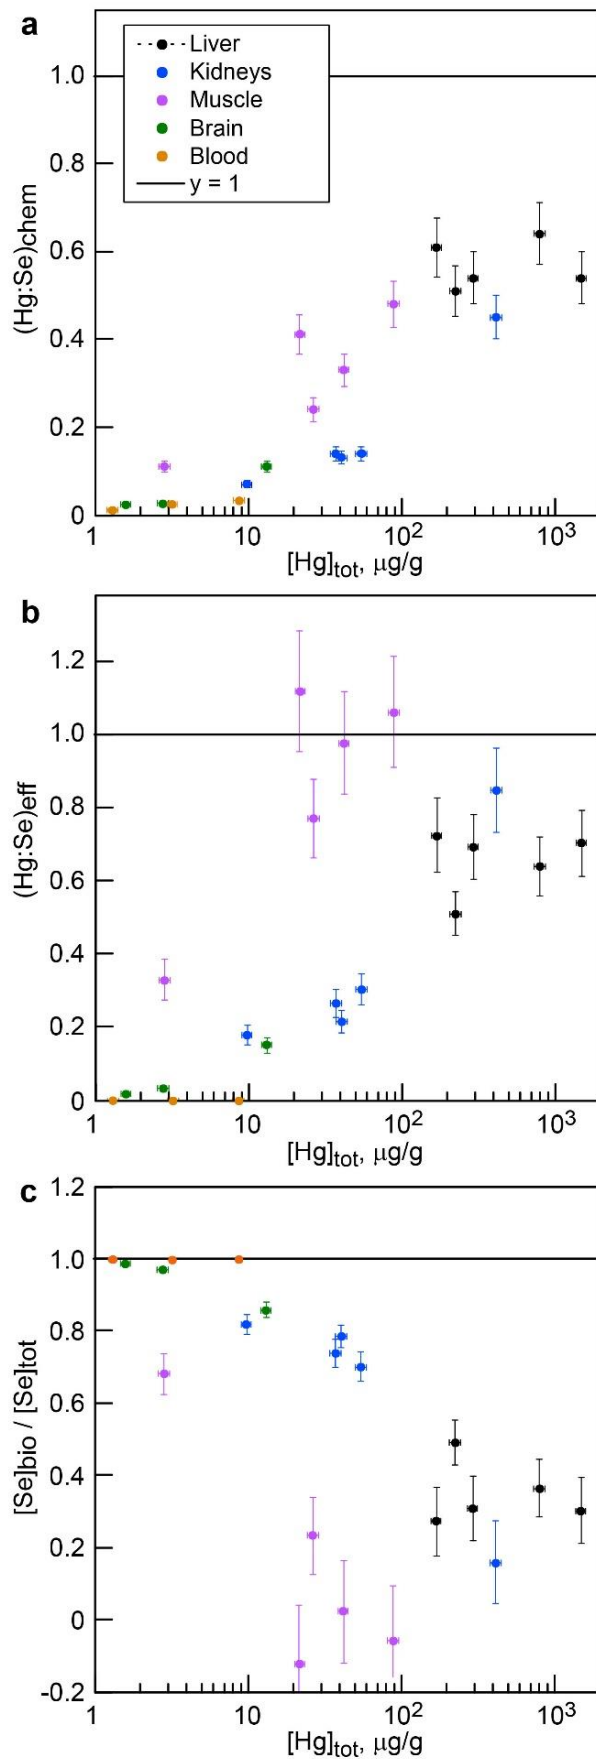 a
Liver
Kidneys
Muscle
Brain
Blood
y = 1
1.0
0.8
0.6
0.4
0.2
0
(Hg:Se)chem
1 10 10² 10³
[Hg]tot, μg/g
b
1.2
1.0
0.8
0.6
0.4
0.2
0
(Hg:Se)eff
1 10 10² 10³
[Hg]tot, μg/g
c
1.2
1.0
0.8
0.6
0.4
0.2
0
-0.2
[Se]bio / [Se]tot
1 10 10² 10³
[Hg]tot, μg/g